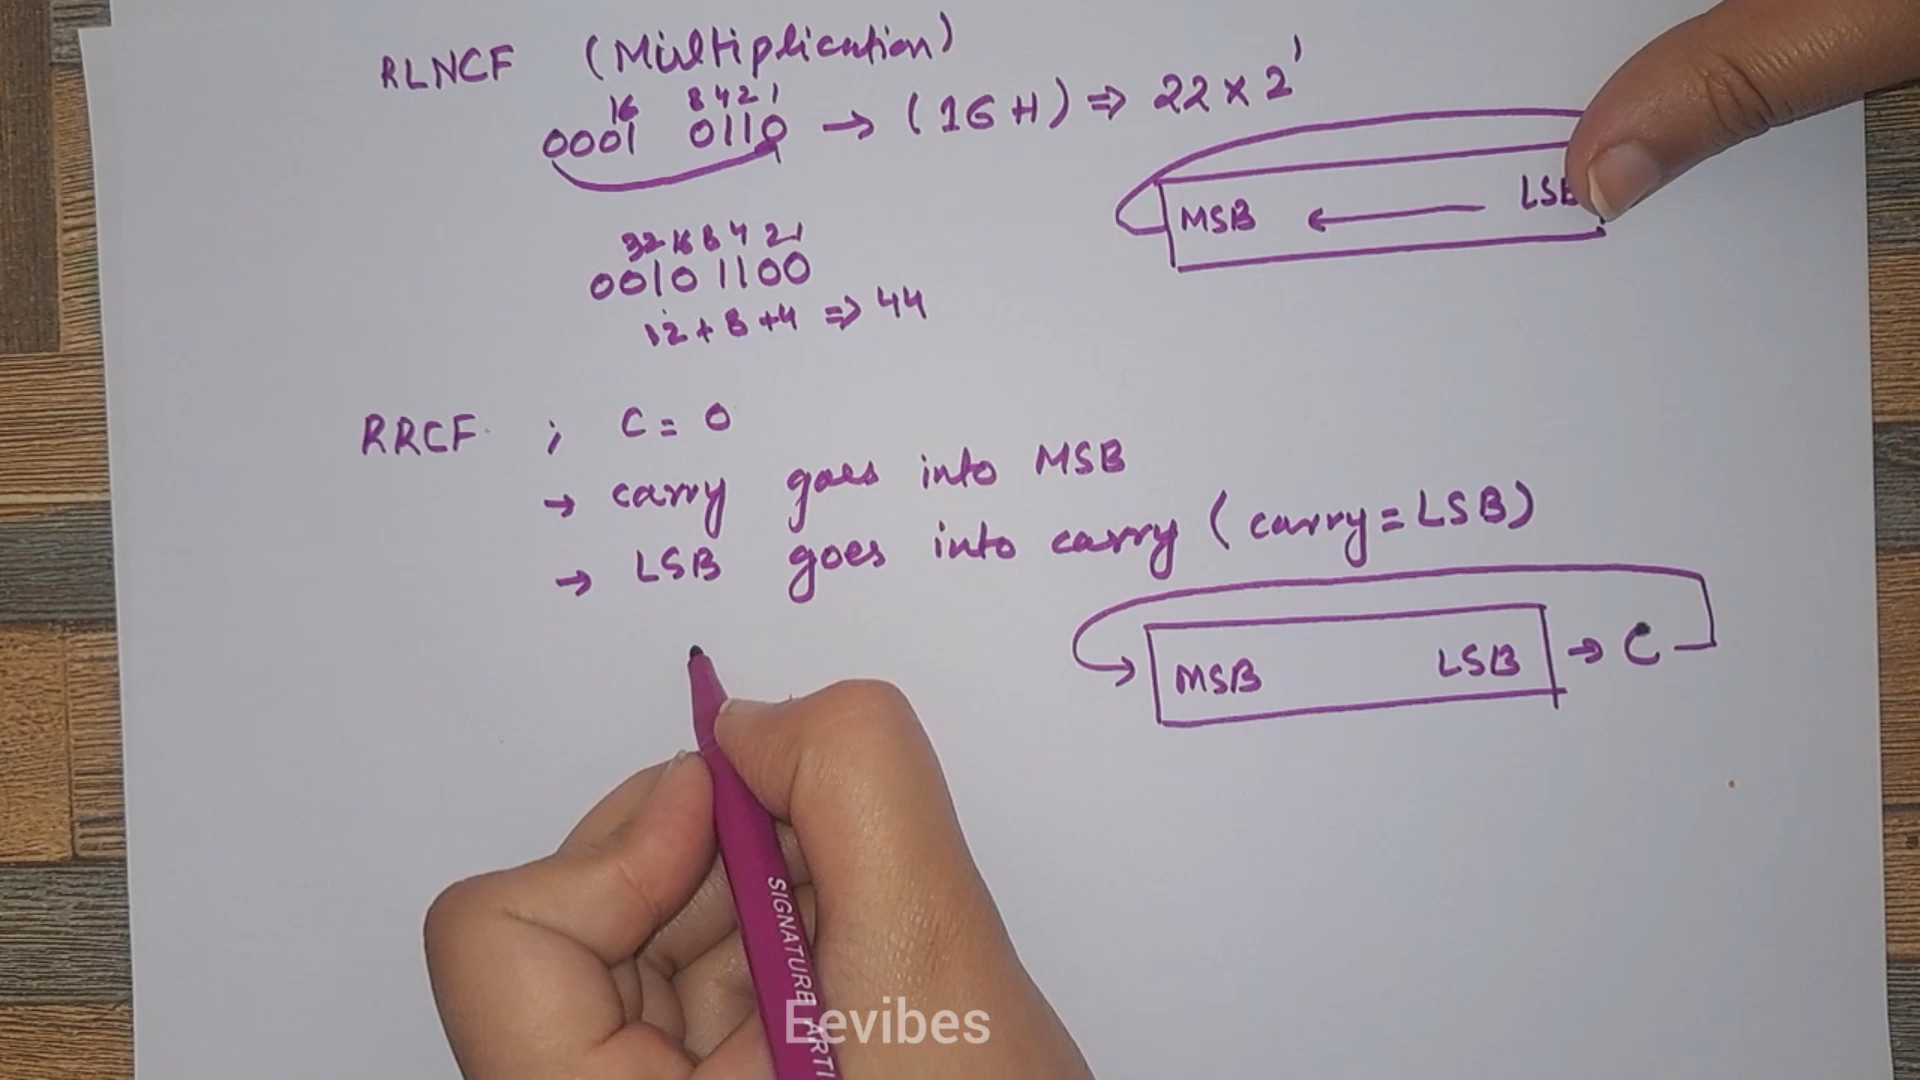 RLNCF (Multiplication)
16 8 4 2 1
0001 0110 → (16H) ⇒ 22 x 2¹
MSB ← LSB
32 16 8 4 2 1
0010 1100
12 + 8 + 4 ⇒ 44
RRCF ; C = 0
→ carry goes into MSB
→ LSB goes into carry (carry = LSB)
MSB LSB → C
SIGNATURE ARTI
Eevibes